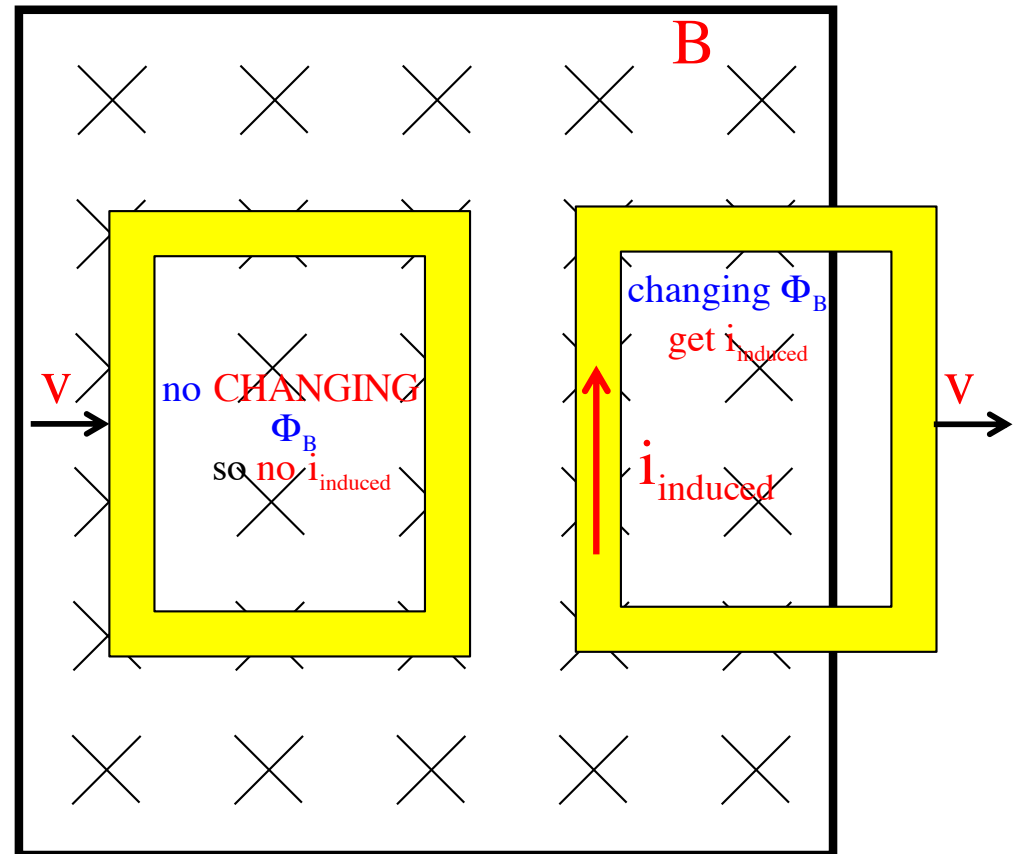 B
v
no CHANGING
Φ_B
so no i_induced
changing Φ_B
get i_induced
i_induced
v